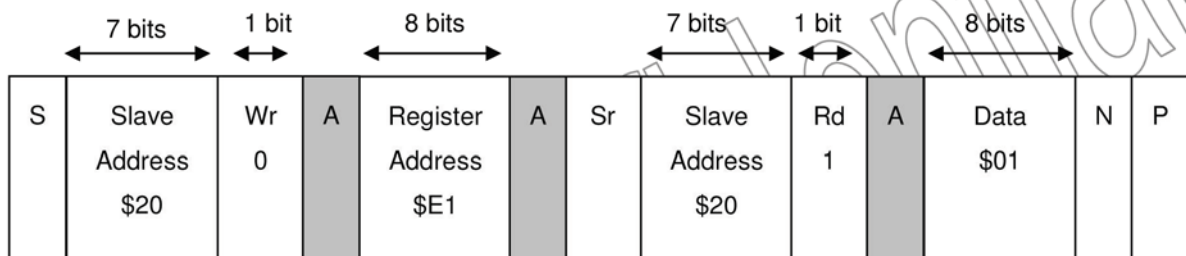 7 bits 1 bit 8 bits 7 bits 1 bit 8 bits
S Slave Wr A Register A Sr Slave Rd A Data N P
Address 0 Address Address 1 $01
$20 $E1 $20